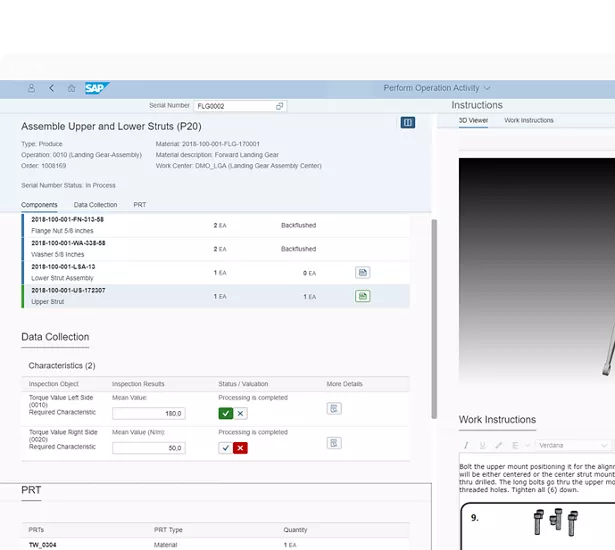 SAP
Perform Operation Activity
Serial Number FLG0002
Instructions
Assemble Upper and Lower Struts (P20)
3D Viewer Work Instructions
Type: Produce Material: 2018-100-001-FLG-170001
Operation: 0010 (Landing Gear-Assembly) Material description: Forward Landing Gear
Order: 1008169 Work Center: DMO_LGA (Landing Gear Assembly Center)
Serial Number Status: In Process
Components Data Collection PRT
2018-100-001-FN-313-58
Flange Nut 5/8 inches 2 EA Backflushed
2018-100-001-WA-338-58
Washer 5/8 Inches 2 EA Backflushed
2018-100-001-LSA-13
Lower Strut Assembly 1 EA 0 EA
2018-100-001-US-172307
Upper Strut 1 EA 1 EA
Data Collection
Characteristics (2)
Inspection Object Inspection Results Status / Valuation More Details
Torque Value Left Side Mean Value: Processing is completed
(0010)
Required Characteristic 180,0
Torque Value Right Side Mean Value (N/m): Processing is completed
(0020)
Required Characteristic 50,0
Work Instructions
I U E Verdana
Bolt the upper mount positioning it for the alignm
will be either centered or the center strut mount
thru drilled. The long bolts go thru the upper mo
threaded holes. Tighten all (6) down.
9.
PRT
PRTs PRT Type Quantity
TW_0304 Material 1 EA